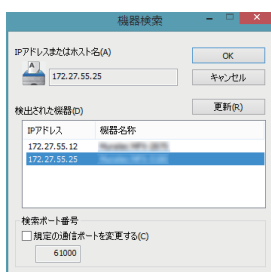 機器検索
IPアドレスまたはホスト名(A)
OK
A
172.27.55.25
キャンセル
検出された機器(D)
更新(R)
IPアドレス 機器名称
172.27.55.12
172.27.55.25
検索ポート番号
規定の通信ポートを変更する(C)
61000